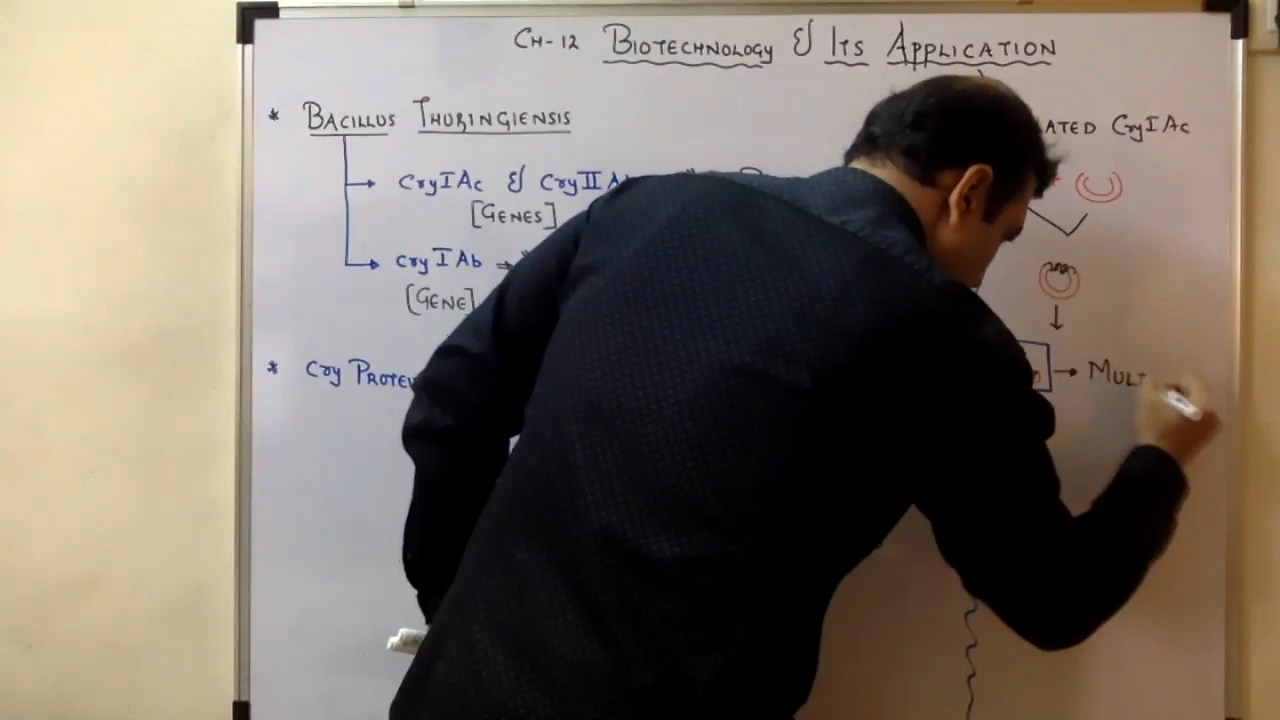 CH-12 BIOTECHNOLOGY & ITS APPLICATION
* BACILLUS THURINGIENSIS
CryIAc & CryIIA
[GENES]
cryIAb ⇒
[GENE]
* Cry PROTE
ATED CryIAc
→ MULT